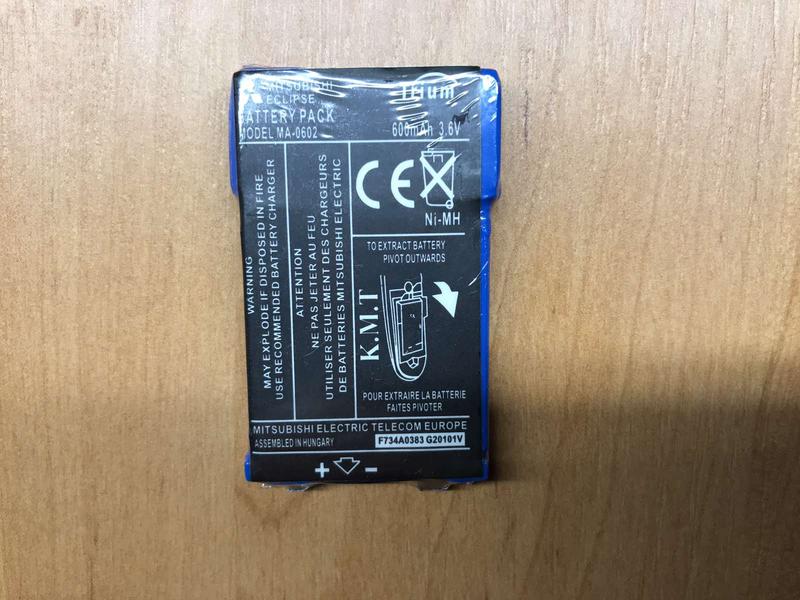 MITSUBISHI
ECLIPSE
Trium
BATTERY PACK
MODEL MA-0602
600mAh 3.6V
Ni-MH
WARNING
MAY EXPLODE IF DISPOSED IN FIRE
USE RECOMMENDED BATTERY CHARGER
ATTENTION
NE PAS JETER AU FEU
UTILISER SEULEMENT DES CHARGEURS
DE BATTERIES MITSUBISHI ELECTRIC
CE
TO EXTRACT BATTERY
PIVOT OUTWARDS
K.M.T
POUR EXTRAIRE LA BATTERIE
FAITES PIVOTER
MITSUBISHI ELECTRIC TELECOM EUROPE
ASSEMBLED IN HUNGARY
F734A0383 G20101V
+ -